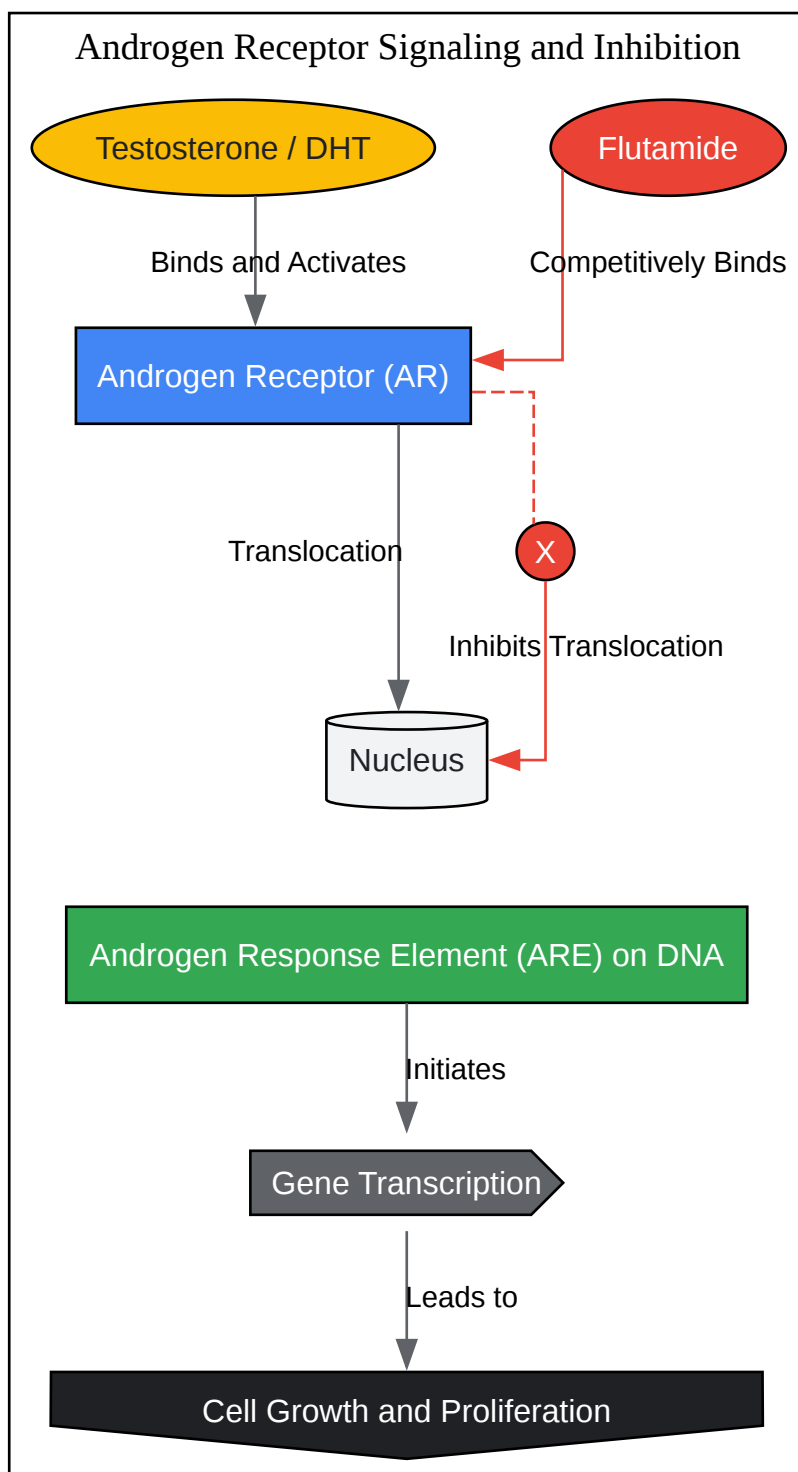 Androgen Receptor Signaling and Inhibition
Testosterone / DHT
Flutamide
Binds and Activates
Competitively Binds
Androgen Receptor (AR)
Translocation
X
Inhibits Translocation
Nucleus
Androgen Response Element (ARE) on DNA
Initiates
Gene Transcription
Leads to
Cell Growth and Proliferation